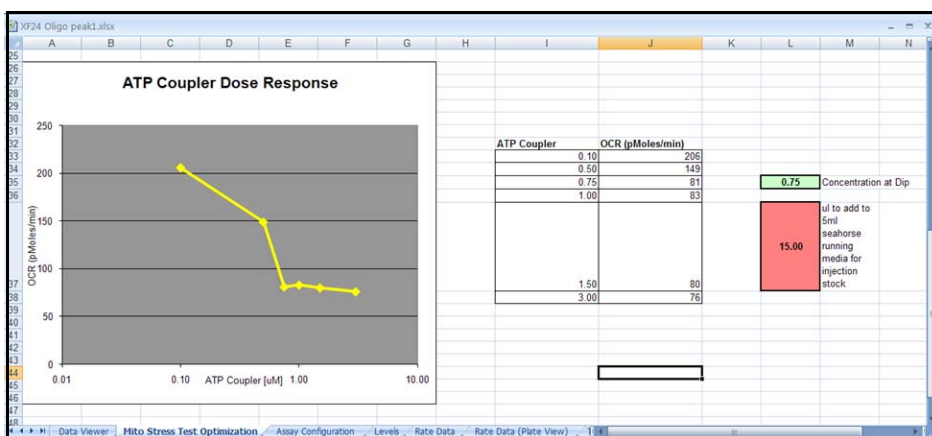 XF24 Oligo peak1.xlsx
A B C D E F G H I J K L M N
25
26
27
28
29
30
31
32 ATP Coupler OCR (pMoles/min)
33 0.10 206
34 0.50 149
35 0.75 81 0.75 Concentration at Dip
36 1.00 83
ul to add to
5ml
seahorse
15.00 running
media for
injection
37 1.50 80 stock
38 3.00 76
39
40
41
42
43
44
45
46
47
48
ATP Coupler Dose Response
OCR (pMoles/min)
250
200
150
100
50
0
0.01 0.10 ATP Coupler [uM] 1.00 10.00
Data Viewer Mito Stress Test Optimization Assay Configuration Levels Rate Data Rate Data (Plate View)